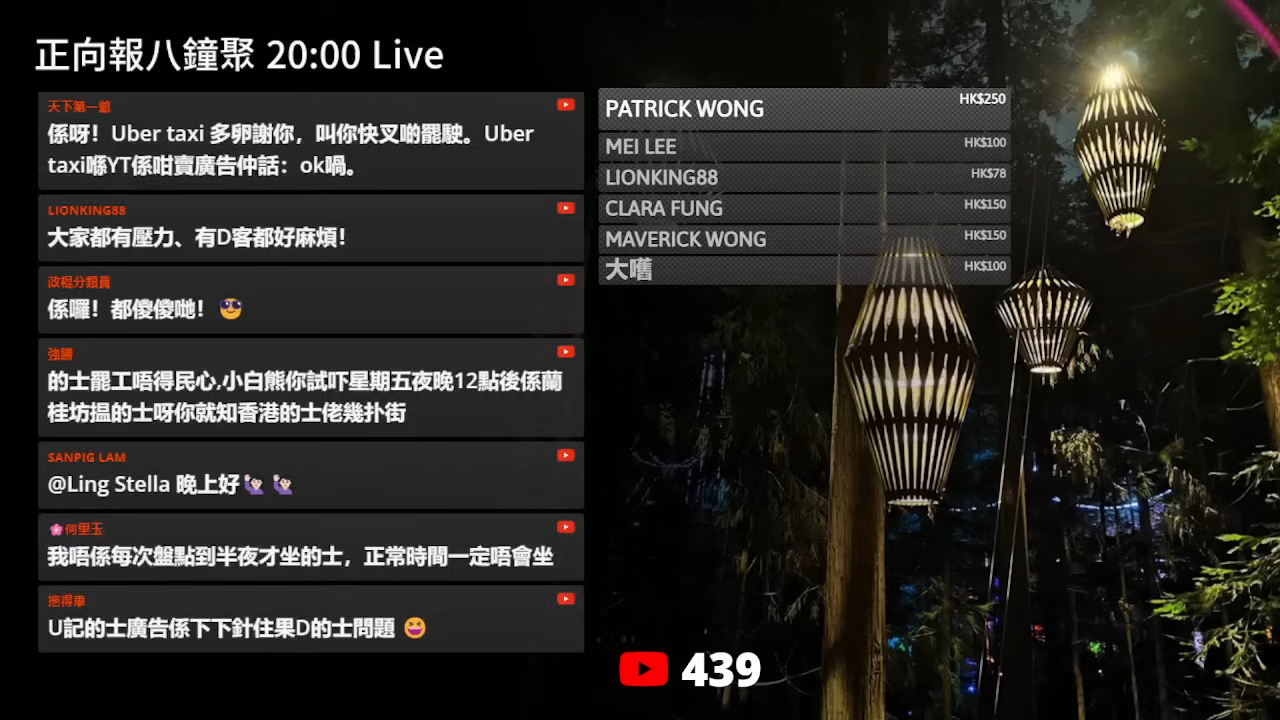 正向報八鐘聚 20:00 Live
天下第一爺
係呀！Uber taxi 多卵謝你，叫你快叉啲罷駛。Uber
taxi喺YT係咁賣廣告仲話：ok喎。
LIONKING88
大家都有壓力、有D客都好麻煩！
政棍分類員
係囉！都傻傻哋！😎
強勝
的士罷工唔得民心,小白熊你試吓星期五夜晚12點後係蘭
桂坊搵的士呀你就知香港的士佬幾扑街
SANPIG LAM
@Ling Stella 晚上好🙋🏻‍♀️ 🙋🏻‍♀️
🌸何里玉
我唔係每次盤點到半夜才坐的士，正常時間一定唔會坐
拖得車
U記的士廣告係下下針住果D的士問題 😆
PATRICK WONG HK$250
MEI LEE HK$100
LIONKING88 HK$78
CLARA FUNG HK$150
MAVERICK WONG HK$150
大嚿 HK$100
439